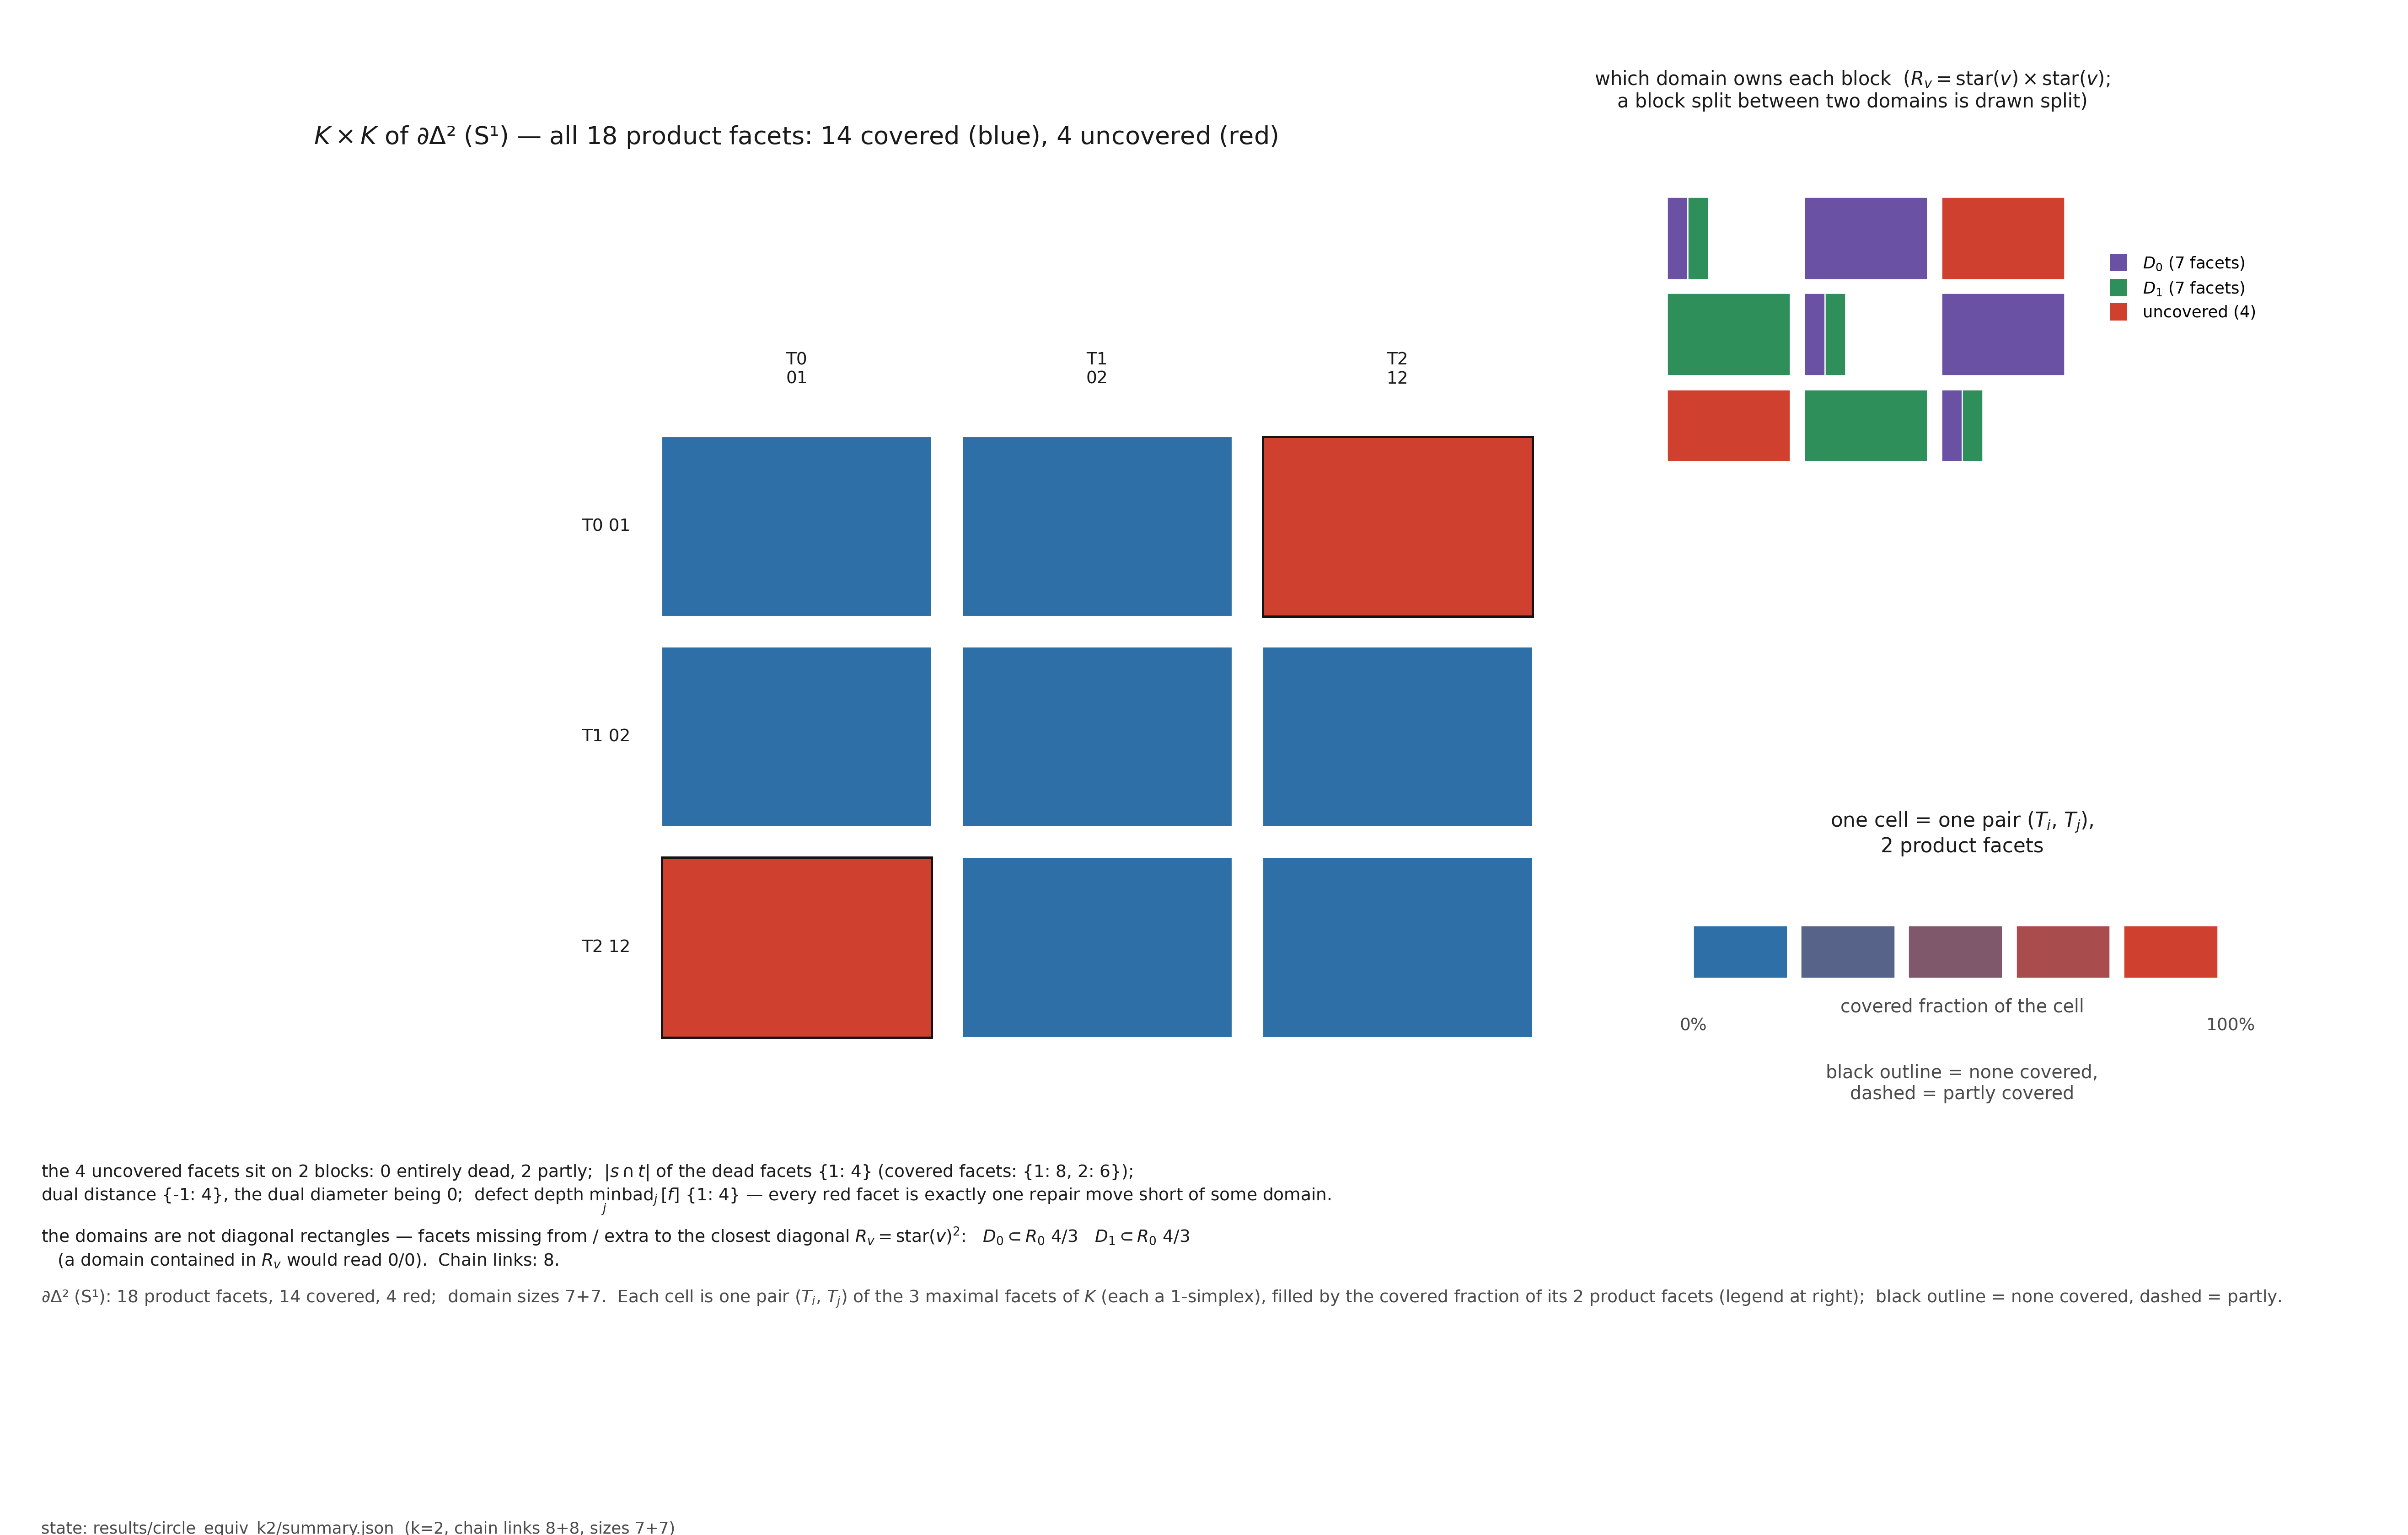 which domain owns each block (R_v = star(v) × star(v);
a block split between two domains is drawn split)
K × K of ∂Δ² (S¹) — all 18 product facets: 14 covered (blue), 4 uncovered (red)
D_0 (7 facets)
D_1 (7 facets)
uncovered (4)
T0
01
T1
02
T2
12
T0 01
T1 02
T2 12
one cell = one pair (T_i, T_j),
2 product facets
covered fraction of the cell
0%
100%
black outline = none covered,
dashed = partly covered
the 4 uncovered facets sit on 2 blocks: 0 entirely dead, 2 partly; |s ∩ t| of the dead facets {1: 4} (covered facets: {1: 8, 2: 6});
dual distance {-1: 4}, the dual diameter being 0; defect depth min_j bad_j [f] {1: 4} — every red facet is exactly one repair move short of some domain.
the domains are not diagonal rectangles — facets missing from / extra to the closest diagonal R_v = star(v)²: D_0 ⊂ R_0 4/3 D_1 ⊂ R_0 4/3
(a domain contained in R_v would read 0/0). Chain links: 8.
∂Δ² (S¹): 18 product facets, 14 covered, 4 red; domain sizes 7+7. Each cell is one pair (T_i, T_j) of the 3 maximal facets of K (each a 1-simplex), filled by the covered fraction of its 2 product facets (legend at right); black outline = none covered, dashed = partly.
state: results/circle_equiv_k2/summary.json (k=2, chain links 8+8, sizes 7+7)